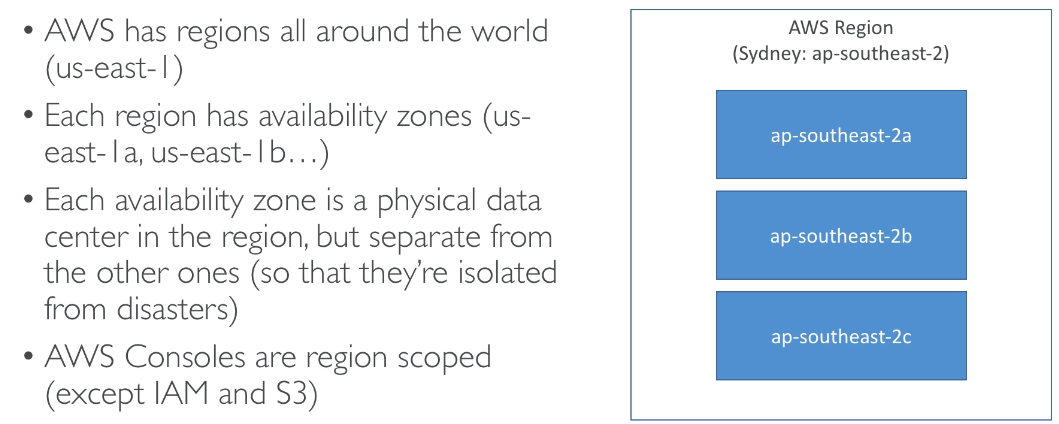 • AWS has regions all around the world
(us-east-1)
• Each region has availability zones (us-
east-1a, us-east-1b…)
• Each availability zone is a physical data
center in the region, but separate from
the other ones (so that they’re isolated
from disasters)
• AWS Consoles are region scoped
(except IAM and S3)
AWS Region
(Sydney: ap-southeast-2)
ap-southeast-2a
ap-southeast-2b
ap-southeast-2c